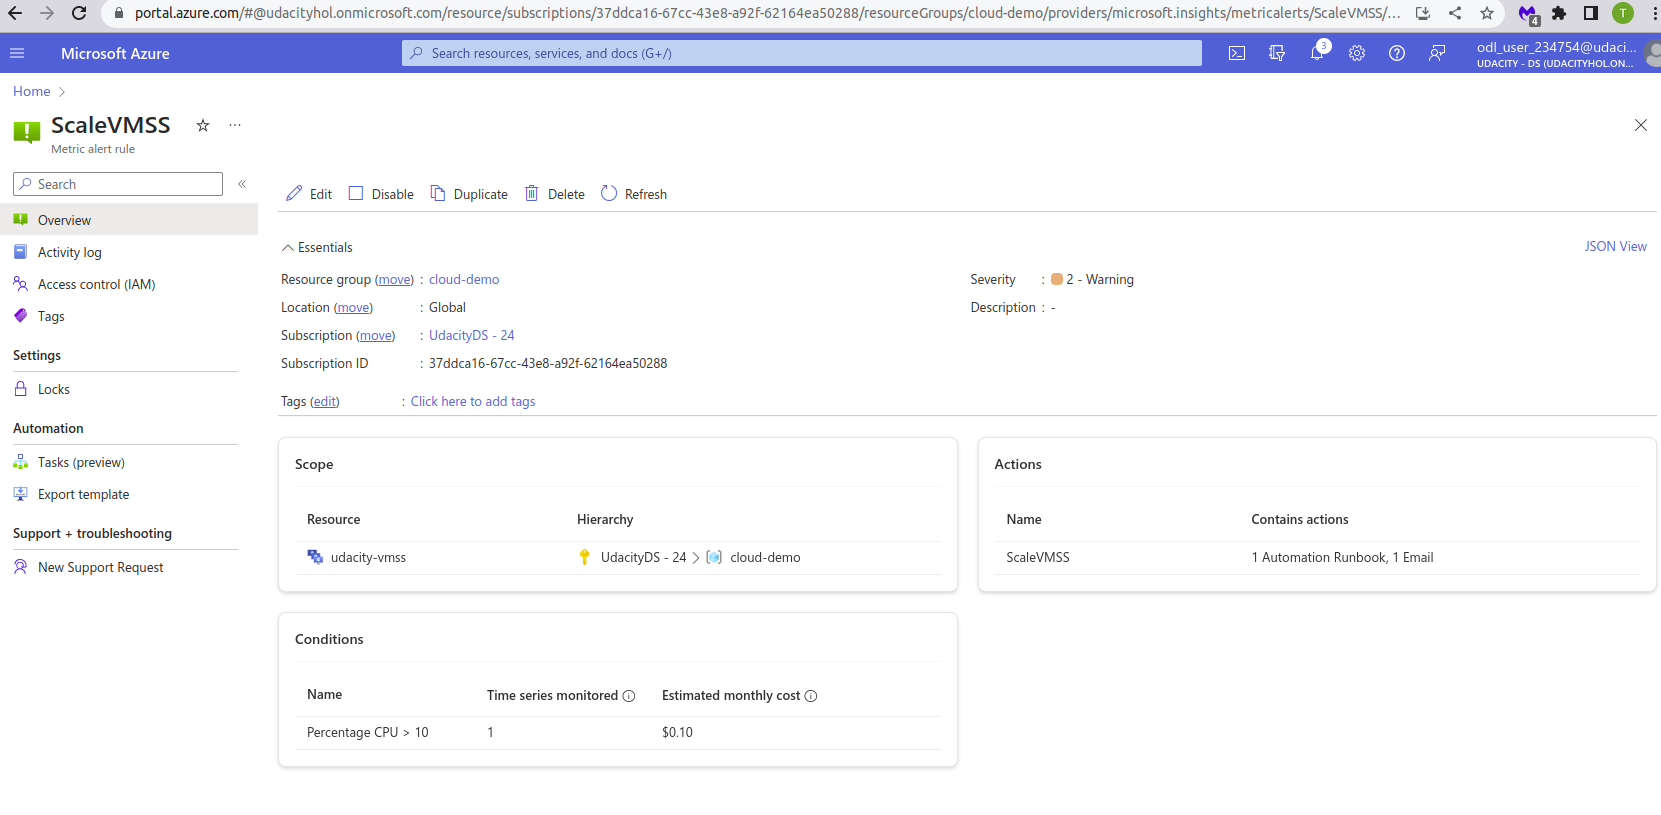 portal.azure.com/#@udacityhol.onmicrosoft.com/resource/subscriptions/37ddca16-67cc-43e8-a92f-62164ea50288/resourceGroups/cloud-demo/providers/microsoft.insights/metricalerts/ScaleVMSS/...
4
T
Microsoft Azure
Search resources, services, and docs (G+/)
3
odl_user_234754@udaci...
UDACITY - DS (UDACITYHOL.ON...
Home
ScaleVMSS
Metric alert rule
Search
Overview
Activity log
Access control (IAM)
Tags
Settings
Locks
Automation
Tasks (preview)
Export template
Support + troubleshooting
New Support Request
Edit Disable Duplicate Delete Refresh
Essentials
JSON View
Resource group (move) : cloud-demo
Location (move) : Global
Subscription (move) : UdacityDS - 24
Subscription ID : 37ddca16-67cc-43e8-a92f-62164ea50288
Severity : 2 - Warning
Description : -
Tags (edit) : Click here to add tags
Scope
Resource Hierarchy
udacity-vmss UdacityDS - 24 > cloud-demo
Actions
Name Contains actions
ScaleVMSS 1 Automation Runbook, 1 Email
Conditions
Name Time series monitored Estimated monthly cost
Percentage CPU > 10 1 $0.10